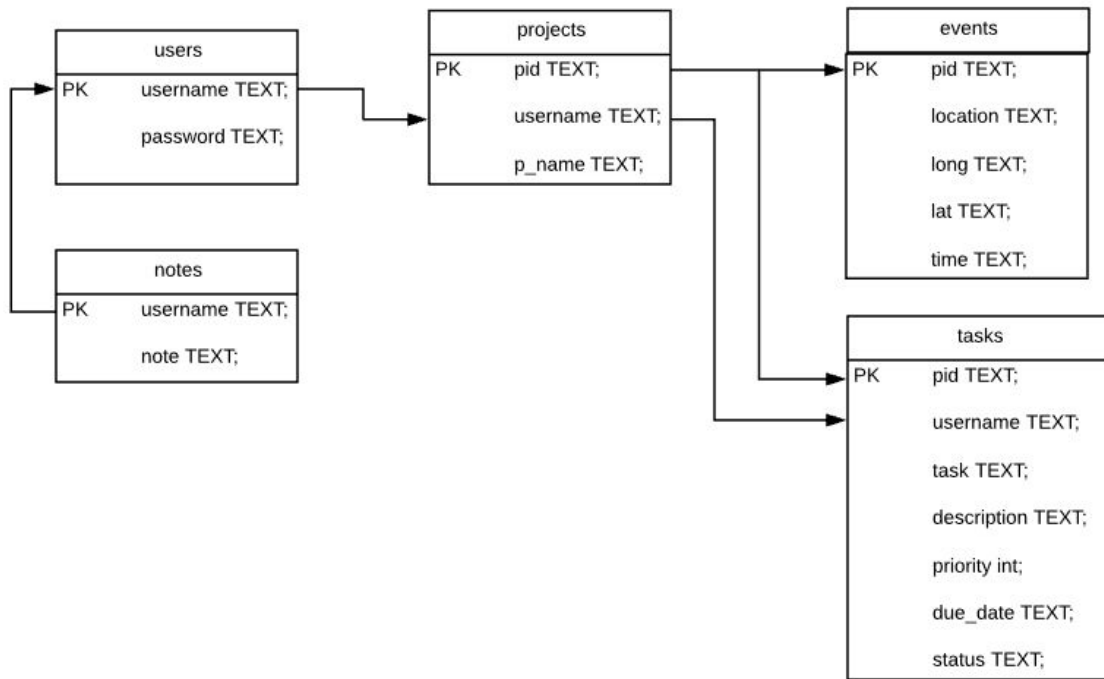 users
PK username TEXT;
password TEXT;
notes
PK username TEXT;
note TEXT;
projects
PK pid TEXT;
username TEXT;
p_name TEXT;
events
PK pid TEXT;
location TEXT;
long TEXT;
lat TEXT;
time TEXT;
tasks
PK pid TEXT;
username TEXT;
task TEXT;
description TEXT;
priority int;
due_date TEXT;
status TEXT;